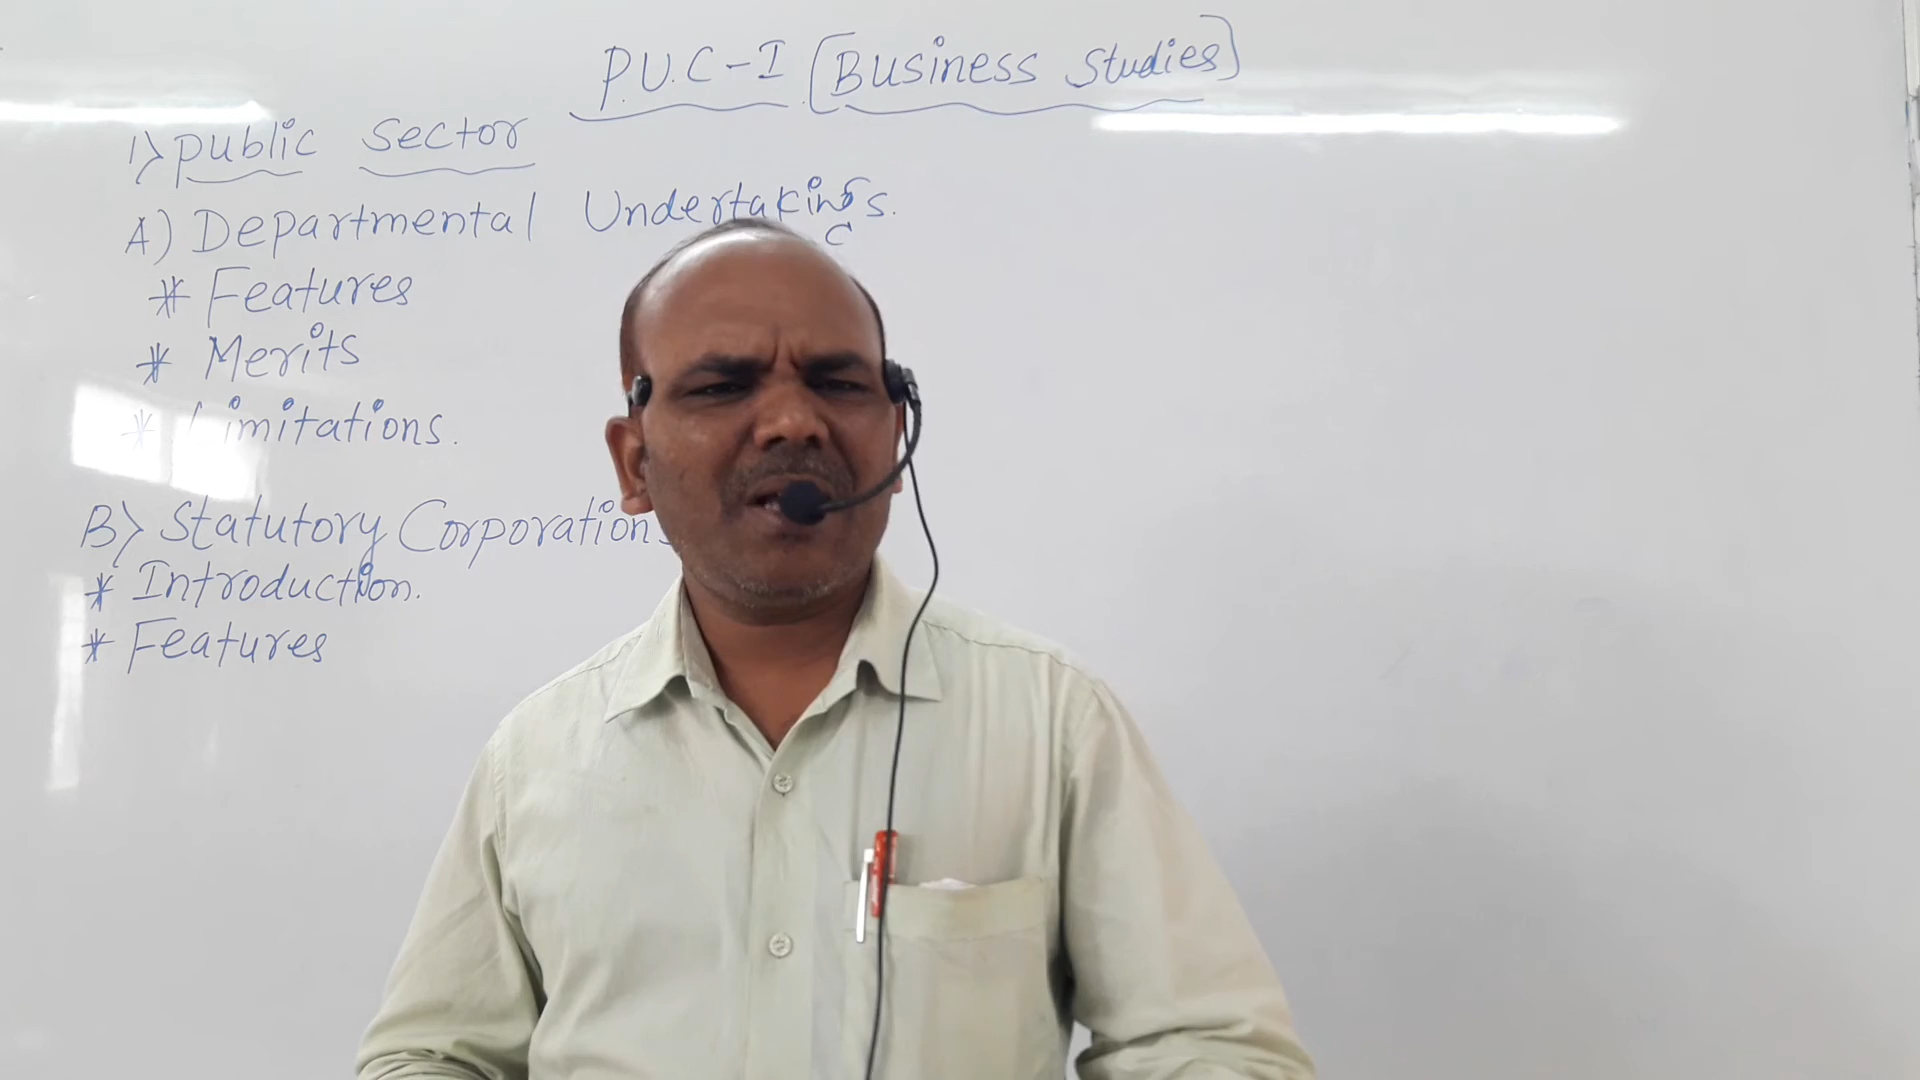 P.U.C-I [Business Studies]
1) Public Sector
A) Departmental Undertakings.
* Features
* Merits
* Limitations.
B) Statutory Corporations
* Introduction.
* Features